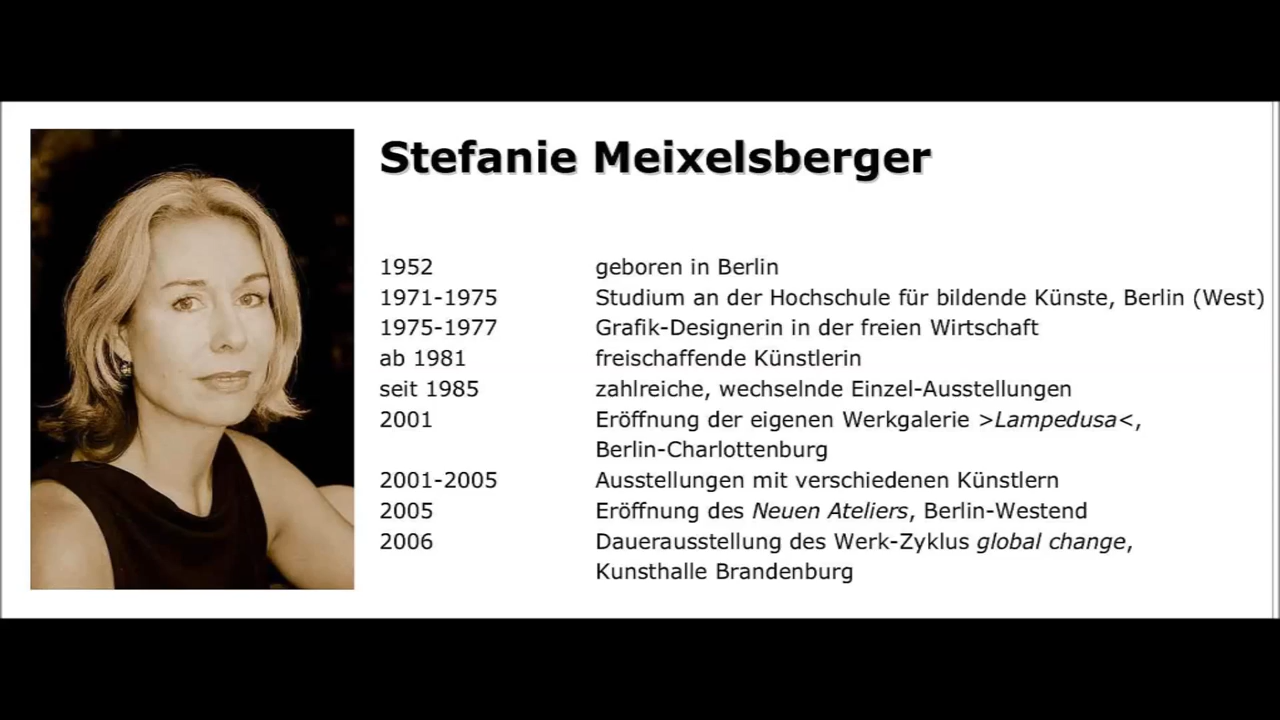 Stefanie Meixelsberger
1952 geboren in Berlin
1971-1975 Studium an der Hochschule für bildende Künste, Berlin (West)
1975-1977 Grafik-Designerin in der freien Wirtschaft
ab 1981 freischaffende Künstlerin
seit 1985 zahlreiche, wechselnde Einzel-Ausstellungen
2001 Eröffnung der eigenen Werkgalerie >Lampedusa<,
Berlin-Charlottenburg
2001-2005 Ausstellungen mit verschiedenen Künstlern
2005 Eröffnung des Neuen Ateliers, Berlin-Westend
2006 Dauerausstellung des Werk-Zyklus global change,
Kunsthalle Brandenburg